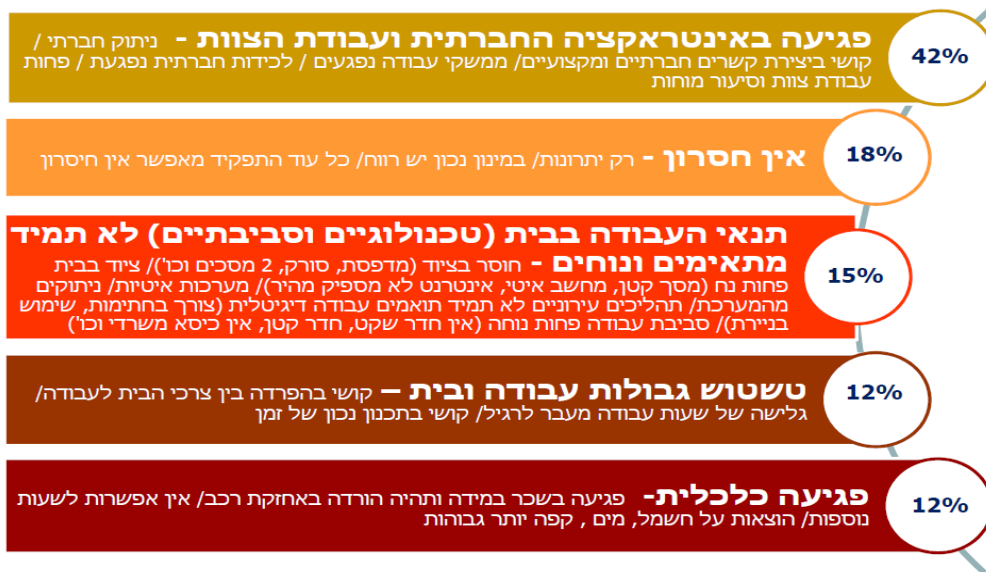 42%
פגיעה באינטראקציה החברתית ועבודת הצוות - ניתוק חברתי /
קושי ביצירת קשרים חברתיים ומקצועיים/ ממשקי עבודה נפגעים / לכידות חברתית נפגעת / פחות
עבודת צוות וסיעור מוחות
18%
אין חסרון - רק יתרונות/ במינון נכון יש רווח/ כל עוד התפקיד מאפשר אין חיסרון
15%
תנאי העבודה בבית (טכנולוגיים וסביבתיים) לא תמיד
מתאימים ונוחים - חוסר בציוד (מדפסת, סורק, 2 מסכים וכו')/ ציוד בבית
פחות נח (מסך קטן, מחשב איטי, אינטרנט לא מספיק מהיר)/ מערכות איטיות/ ניתוקים
מהמערכת/ תהליכים עירוניים לא תמיד תואמים עבודה דיגיטלית (צורך בחתימות, שימוש
בניירת)/ סביבת עבודה פחות נוחה (אין חדר שקט, חדר קטן, אין כיסא משרדי וכו')
12%
טשטוש גבולות עבודה ובית – קושי בהפרדה בין צרכי הבית לעבודה/
גלישה של שעות עבודה מעבר לרגיל/ קושי בתכנון נכון של זמן
12%
פגיעה כלכלית- פגיעה בשכר במידה ותהיה הורדה באחזקת רכב/ אין אפשרות לשעות
נוספות/ הוצאות על חשמל, מים , קפה יותר גבוהות